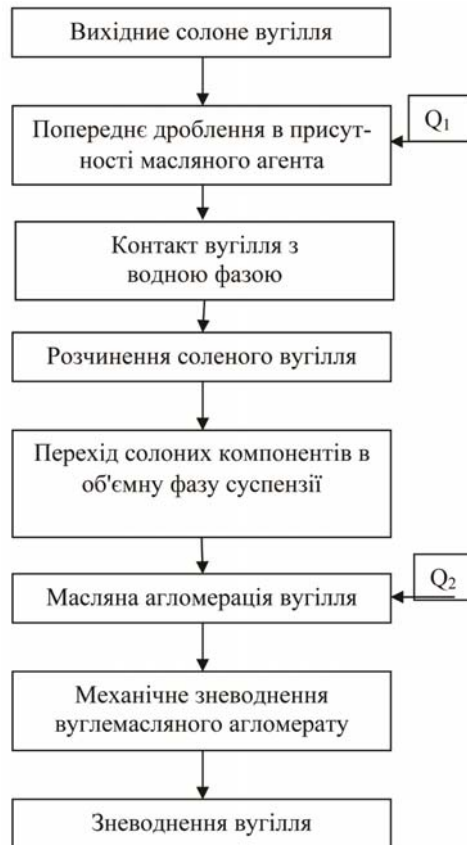 Вихідние солоне вугілля
Попереднє дроблення в присут-
ності масляного агента
Q₁
Контакт вугілля з
водною фазою
Розчинення соленого вугілля
Перехід солоних компонентів в
об'ємну фазу суспензії
Масляна агломерація вугілля
Q₂
Механічне зневоднення
вуглемасляного агломерату
Зневоднення вугілля